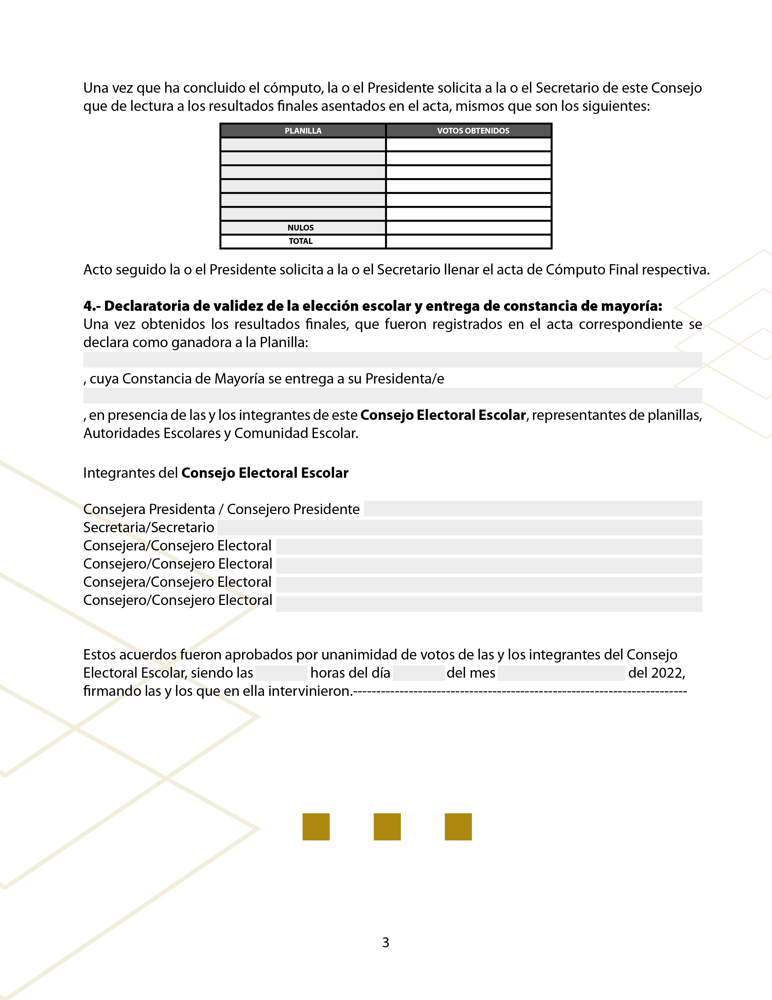 Una vez que ha concluido el cómputo, la o el Presidente solicita a la o el Secretario de este Consejo
que de lectura a los resultados finales asentados en el acta, mismos que son los siguientes:
PLANILLA VOTOS OBTENIDOS
NULOS
TOTAL
Acto seguido la o el Presidente solicita a la o el Secretario llenar el acta de Cómputo Final respectiva.
4.- Declaratoria de validez de la elección escolar y entrega de constancia de mayoría:
Una vez obtenidos los resultados finales, que fueron registrados en el acta correspondiente se
declara como ganadora a la Planilla:
, cuya Constancia de Mayoría se entrega a su Presidenta/e
, en presencia de las y los integrantes de este Consejo Electoral Escolar, representantes de planillas,
Autoridades Escolares y Comunidad Escolar.
Integrantes del Consejo Electoral Escolar
Consejera Presidenta / Consejero Presidente
Secretaria/Secretario
Consejera/Consejero Electoral
Consejero/Consejero Electoral
Consejera/Consejero Electoral
Consejero/Consejero Electoral
Estos acuerdos fueron aprobados por unanimidad de votos de las y los integrantes del Consejo
Electoral Escolar, siendo las horas del día del mes del 2022,
firmando las y los que en ella intervinieron.------------------------------------------------------------------------
3